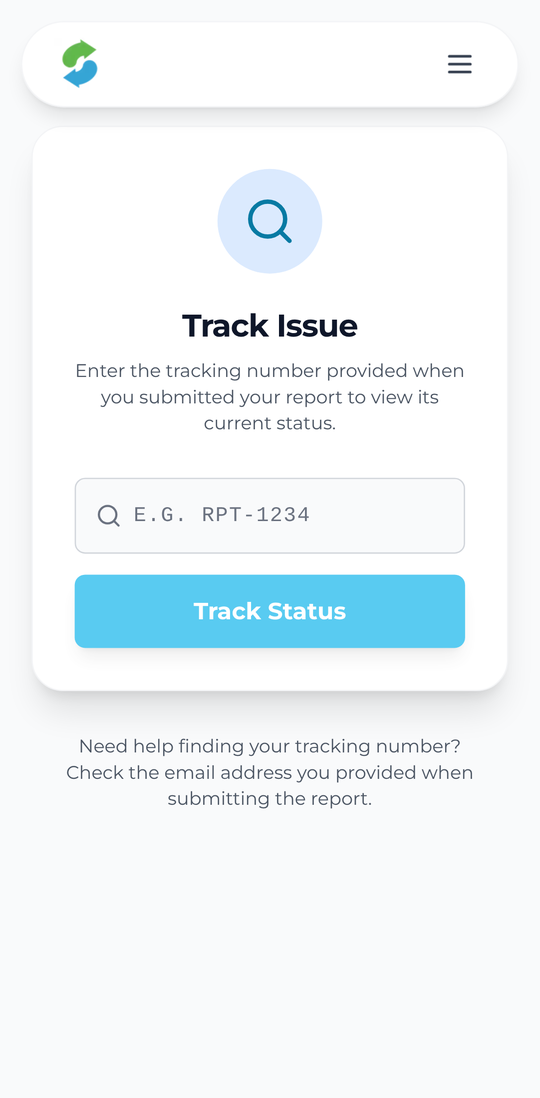 Track Issue
Enter the tracking number provided when
you submitted your report to view its
current status.
E.G. RPT-1234
Track Status
Need help finding your tracking number?
Check the email address you provided when
submitting the report.